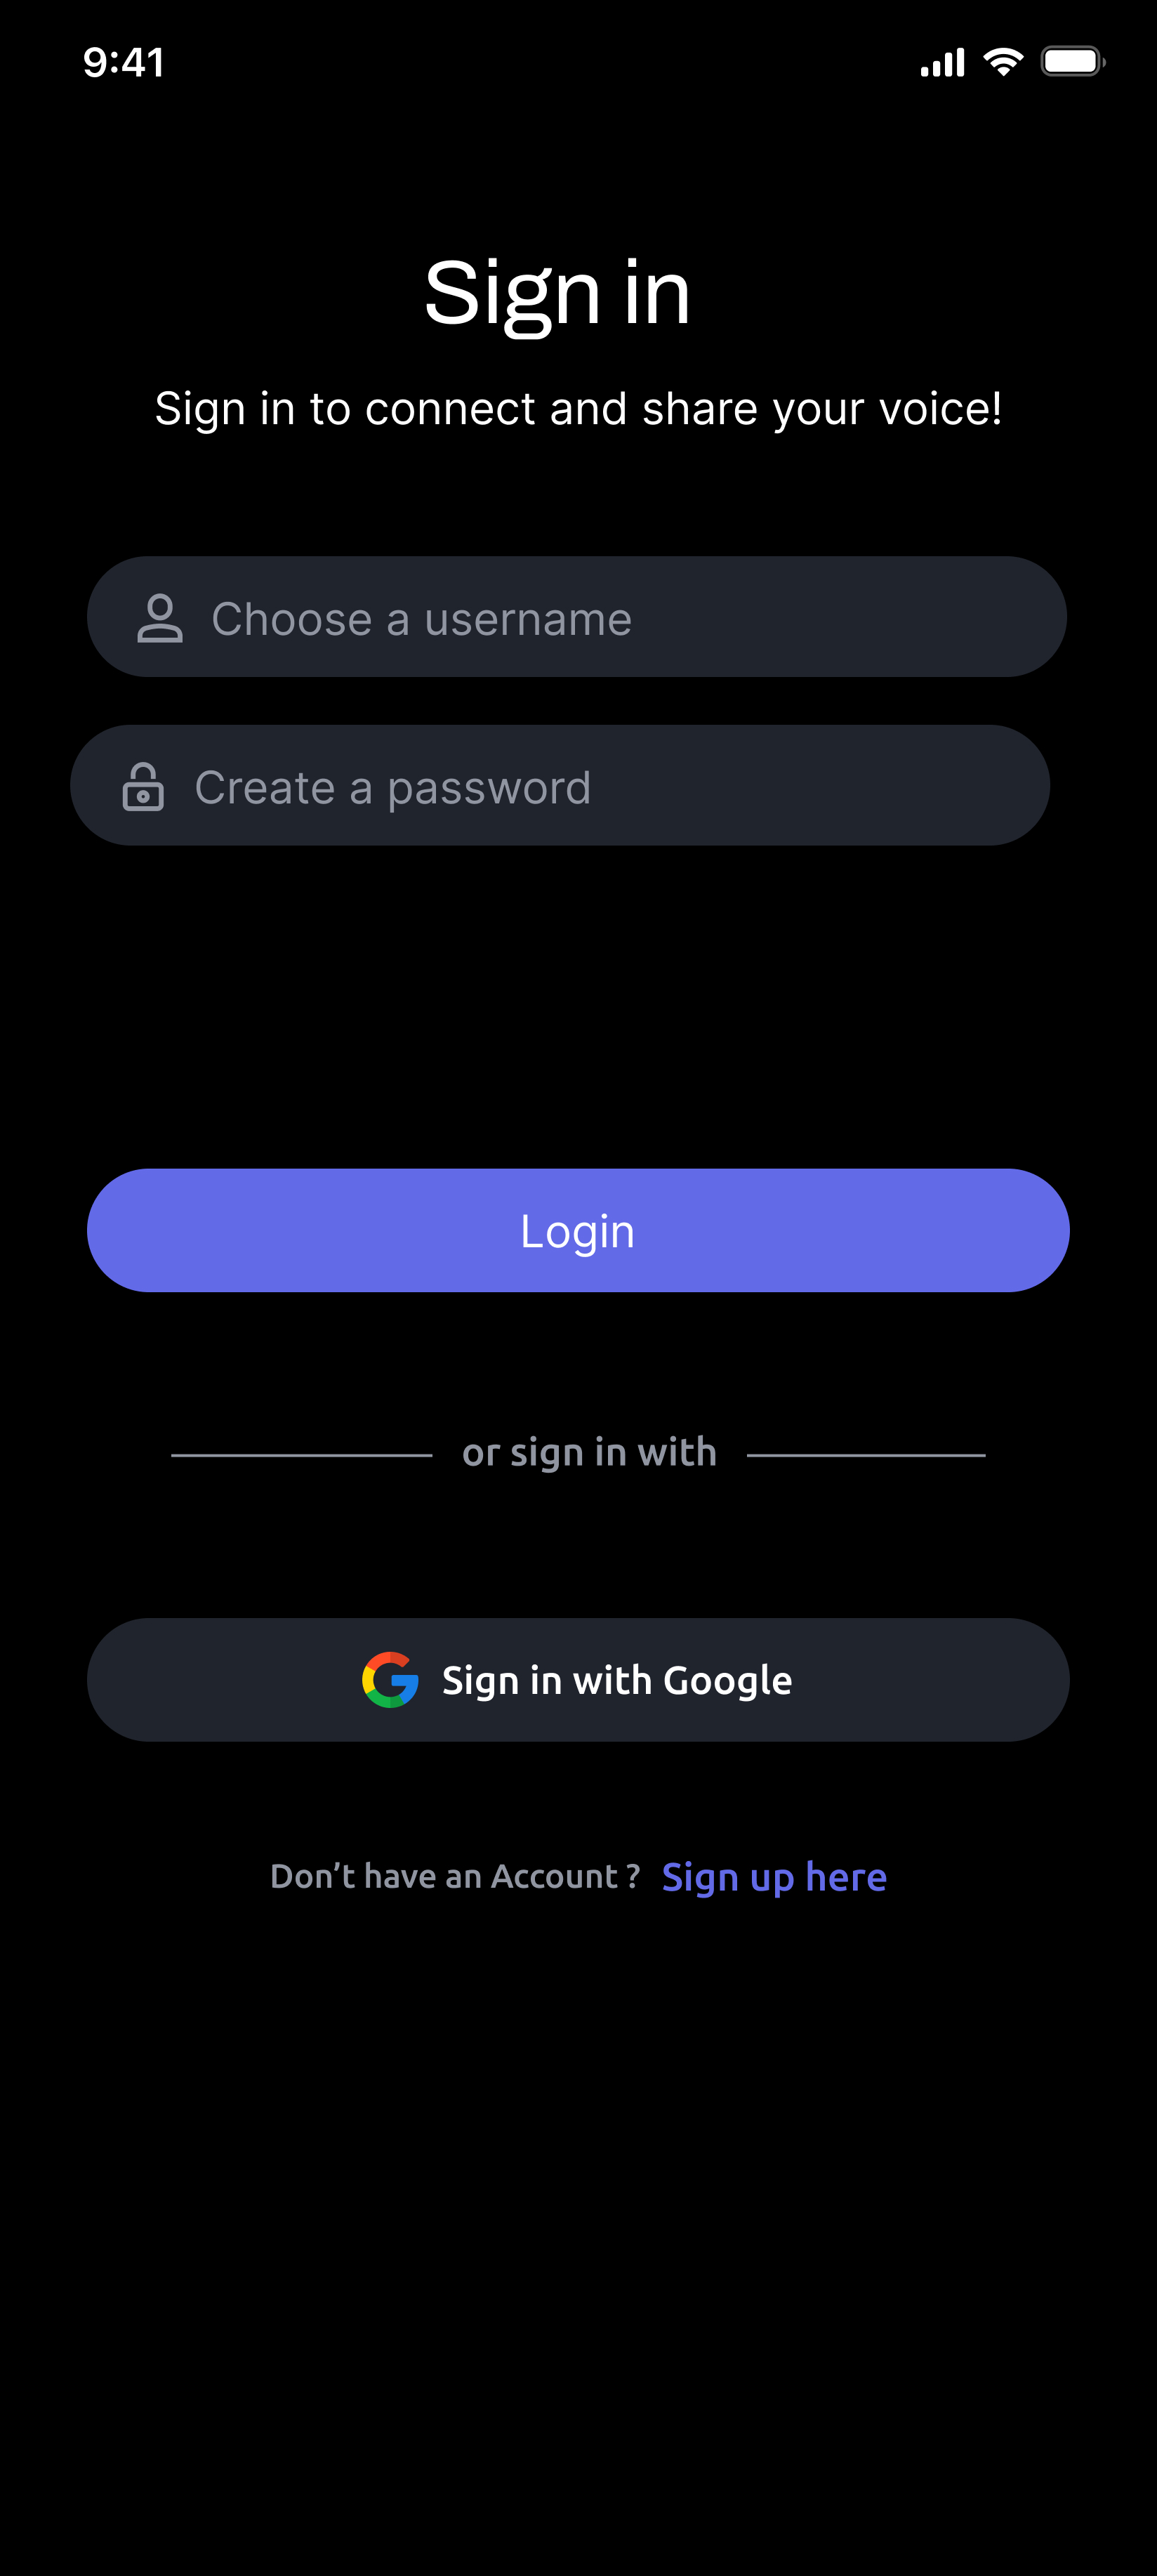 9:41
Sign in
Sign in to connect and share your voice!
Choose a username
Create a password
Login
or sign in with
Sign in with Google
Don’t have an Account ? Sign up here